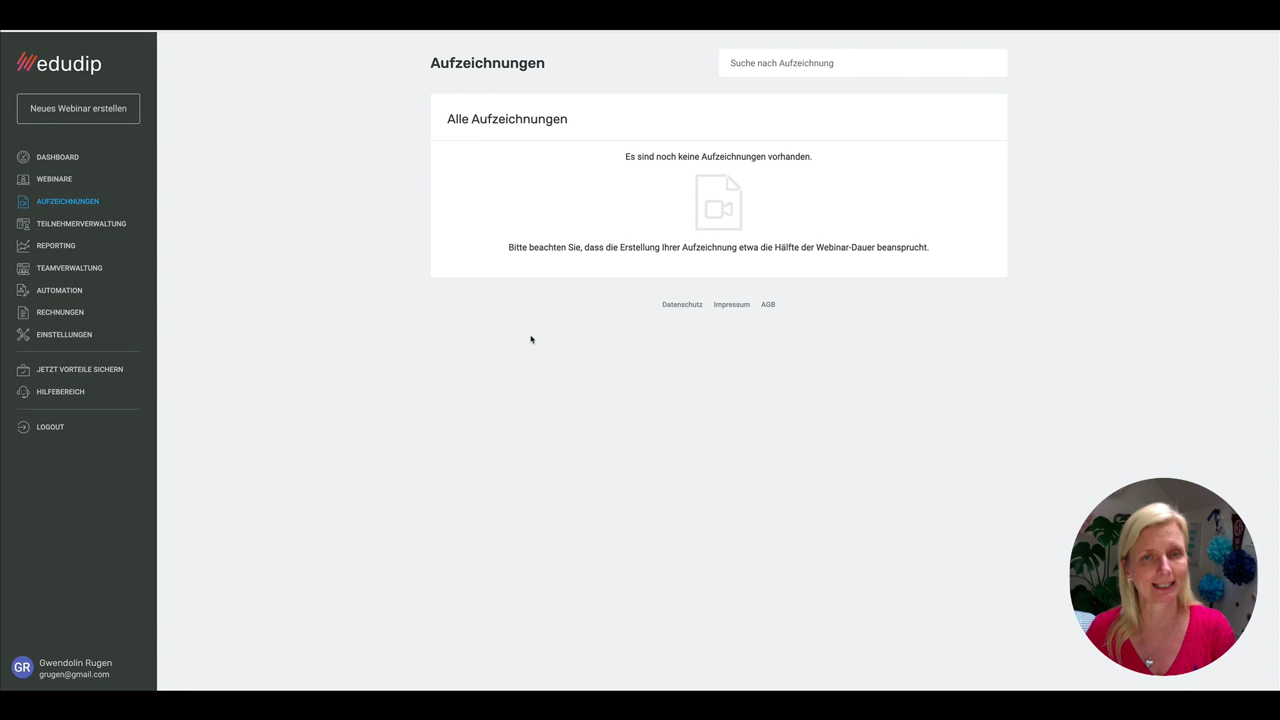 edudip
Neues Webinar erstellen
DASHBOARD
WEBINARE
AUFZEICHNUNGEN
TEILNEHMERVERWALTUNG
REPORTING
TEAMVERWALTUNG
AUTOMATION
RECHNUNGEN
EINSTELLUNGEN
JETZT VORTEILE SICHERN
HILFEBEREICH
LOGOUT
GR
Gwendolin Rugen
grugen@gmail.com
Aufzeichnungen
Suche nach Aufzeichnung
Alle Aufzeichnungen
Es sind noch keine Aufzeichnungen vorhanden.
Bitte beachten Sie, dass die Erstellung Ihrer Aufzeichnung etwa die Hälfte der Webinar-Dauer beansprucht.
Datenschutz Impressum AGB